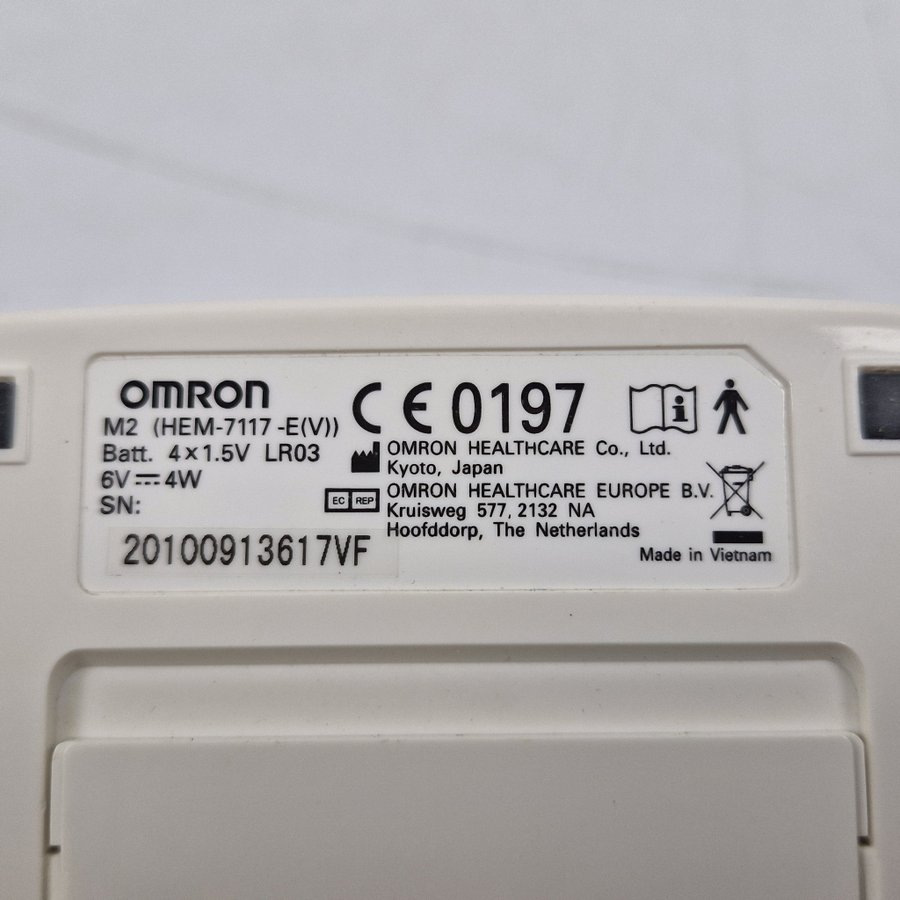 OMRON
M2 (HEM-7117 -E(V))
Batt. 4×1.5V LR03
6V⎓4W
SN:
20100913617VF
CE 0197
OMRON HEALTHCARE Co., Ltd.
Kyoto, Japan
EC REP
OMRON HEALTHCARE EUROPE B.V.
Kruisweg 577, 2132 NA
Hoofddorp, The Netherlands
Made in Vietnam